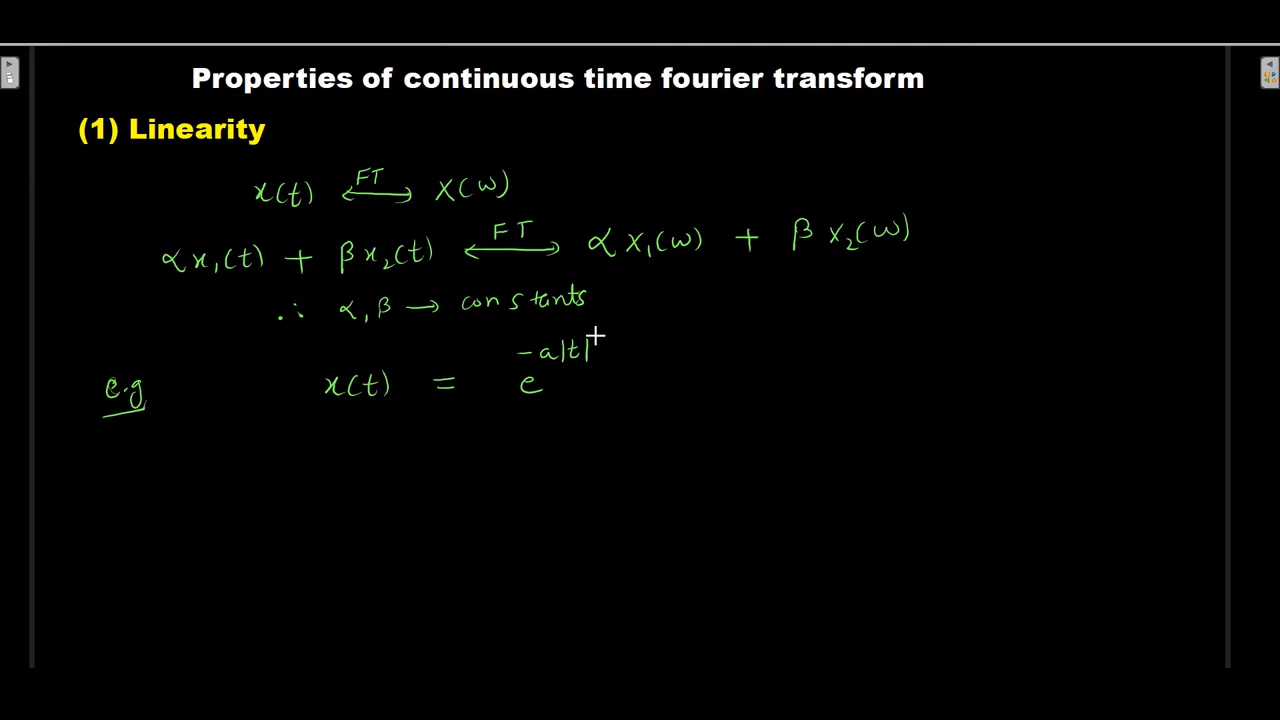 Properties of continuous time fourier transform
(1) Linearity
x(t) ⟷ FT X(ω)
αx₁(t) + βx₂(t) ⟷ FT αX₁(ω) + βX₂(ω)
∴ α, β → constants
e.g x(t) = e^{-a|t|}